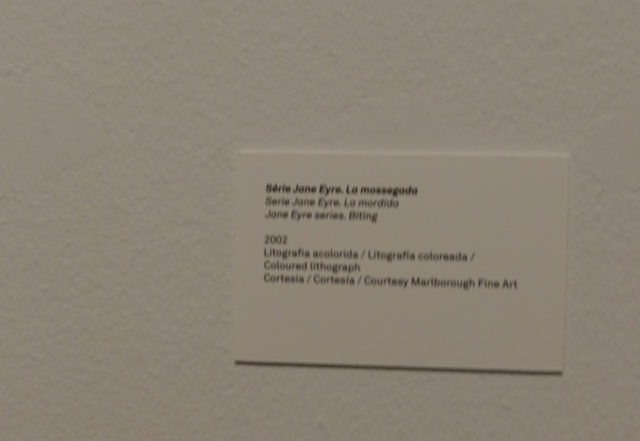 Sèrie Jane Eyre. La mossegada
Serie Jane Eyre. La mordida
Jane Eyre series. Biting
2002
Litografia acolorida / Litografía coloreada /
Coloured lithograph
Cortesia / Cortesía / Courtesy Marlborough Fine Art